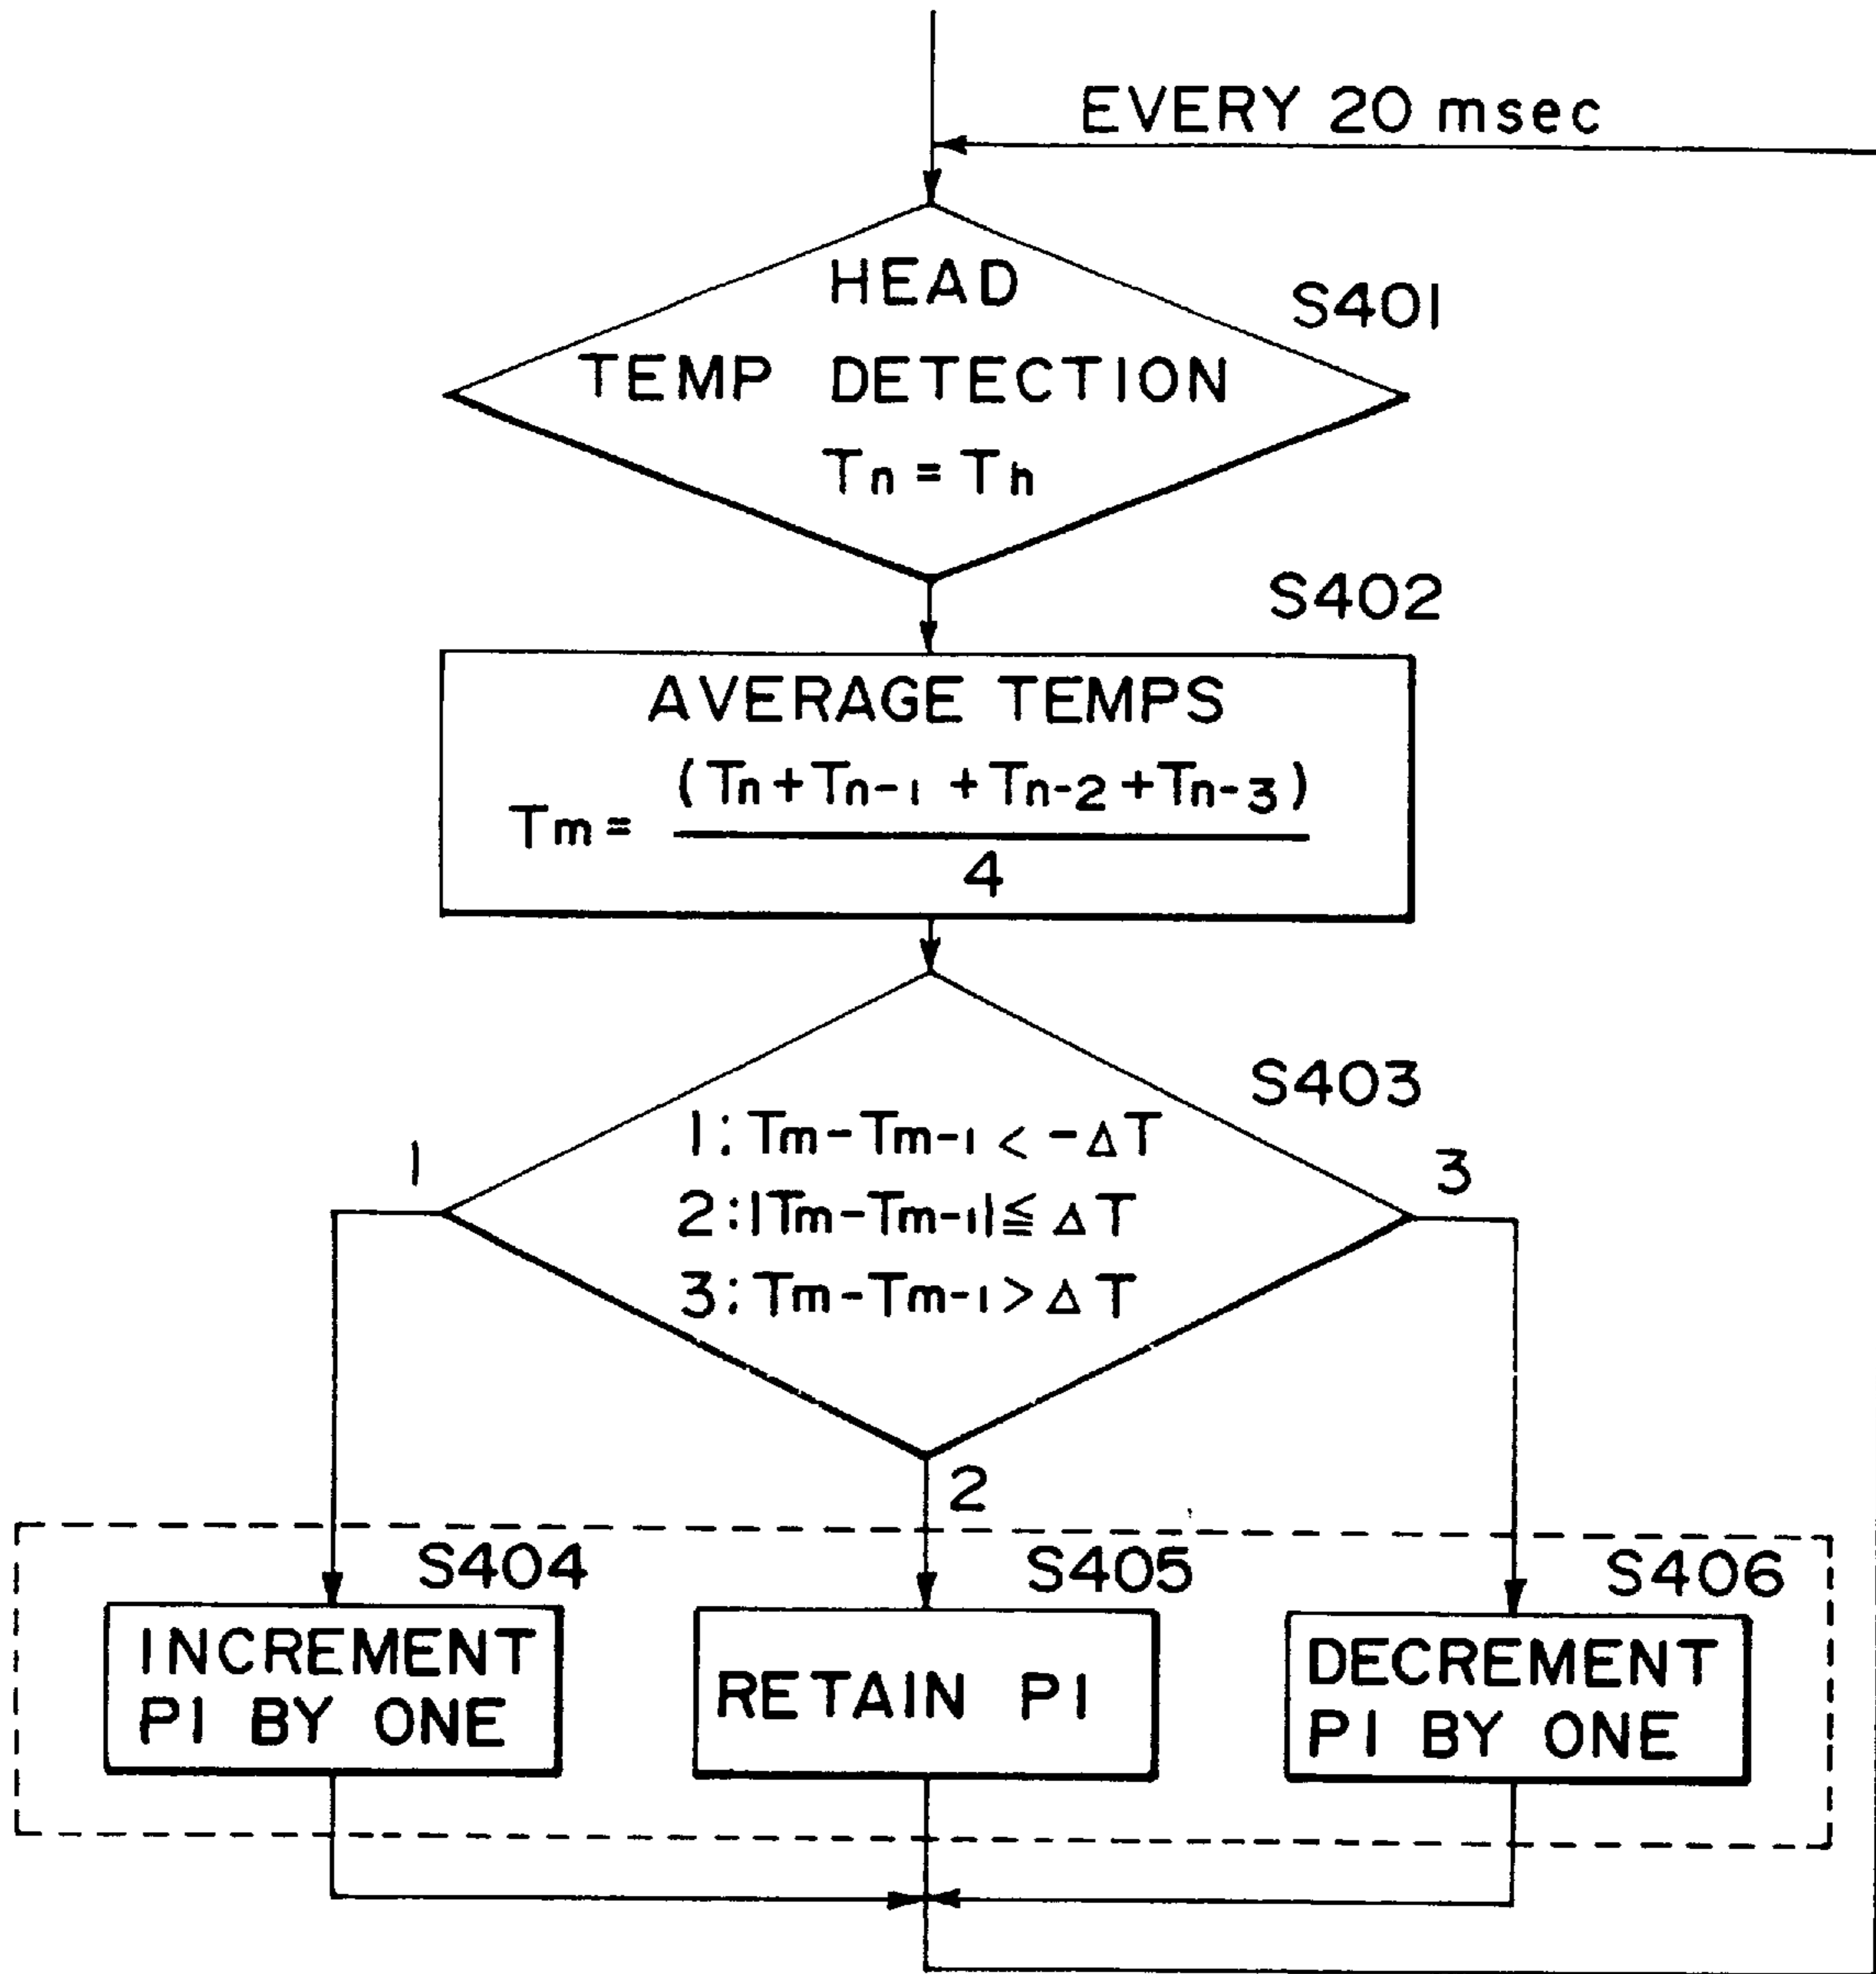 EVERY 20 msec
HEAD
TEMP DETECTION
Tn = Th
S401
S402
AVERAGE TEMPS
Tm = (Tn + Tn-1 + Tn-2 + Tn-3)
4
S403
1: Tm - Tm-1 < -ΔT
2: |Tm - Tm-1| ≦ ΔT
3: Tm - Tm-1 > ΔT
1
3
2
S404
INCREMENT
P1 BY ONE
S405
RETAIN P1
S406
DECREMENT
P1 BY ONE